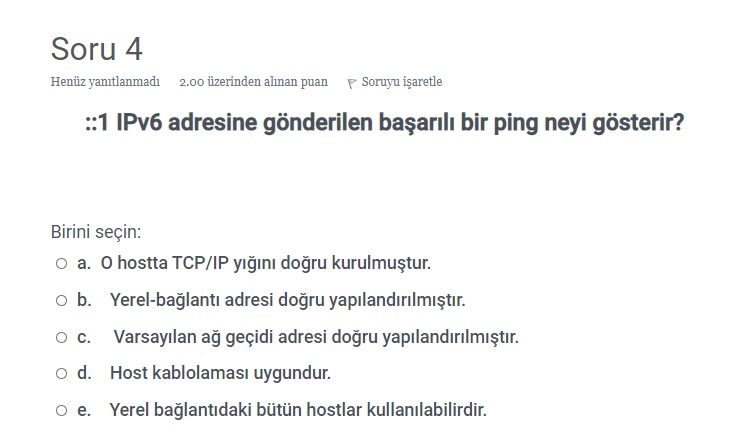 Soru 4
Henüz yanıtlanmadı 2.00 üzerinden alınan puan Soruyu işaretle
::1 IPv6 adresine gönderilen başarılı bir ping neyi gösterir?
Birini seçin:
a. O hostta TCP/IP yığını doğru kurulmuştur.
b. Yerel-bağlantı adresi doğru yapılandırılmıştır.
c. Varsayılan ağ geçidi adresi doğru yapılandırılmıştır.
d. Host kablolaması uygundur.
e. Yerel bağlantıdaki bütün hostlar kullanılabilirdir.